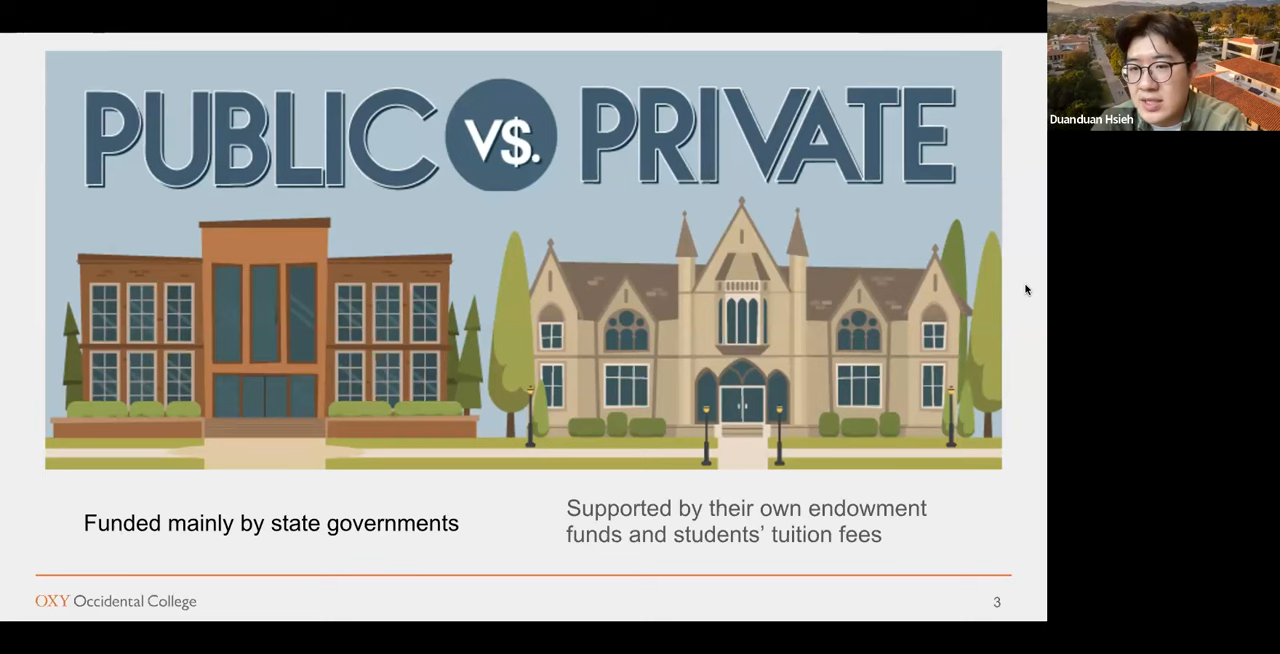 PUBLIC V$. PRIVATE
Funded mainly by state governments
Supported by their own endowment
funds and students’ tuition fees
OXY Occidental College
3
Duanduan Hsieh